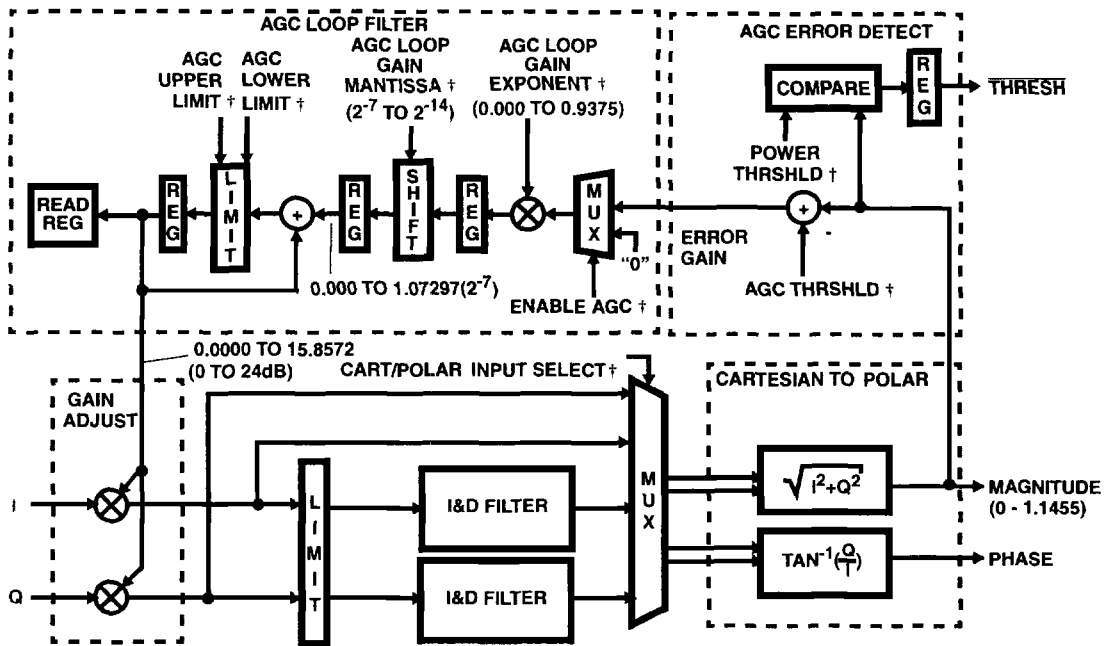 AGC LOOP FILTER
AGC
UPPER
LIMIT †
AGC
LOWER
LIMIT †
AGC LOOP
GAIN
MANTISSA †
(2⁻⁷ TO 2⁻¹⁴)
AGC LOOP
GAIN
EXPONENT †
(0.000 TO 0.9375)
READ
REG
REG
LIMIT
+
REG
SHIFT
REG
MUX
"0"
0.000 TO 1.07297(2⁻⁷)
ENABLE AGC †
AGC ERROR DETECT
COMPARE
REG
THRESH
POWER
THRSHLD †
+
-
ERROR
GAIN
AGC THRSHLD †
0.0000 TO 15.8572
(0 TO 24dB)
CART/POLAR INPUT SELECT †
GAIN
ADJUST
I
Q
LIMIT
I&D FILTER
I&D FILTER
MUX
CARTESIAN TO POLAR
√I²+Q²
TAN⁻¹(Q/I)
MAGNITUDE
(0 - 1.1455)
PHASE